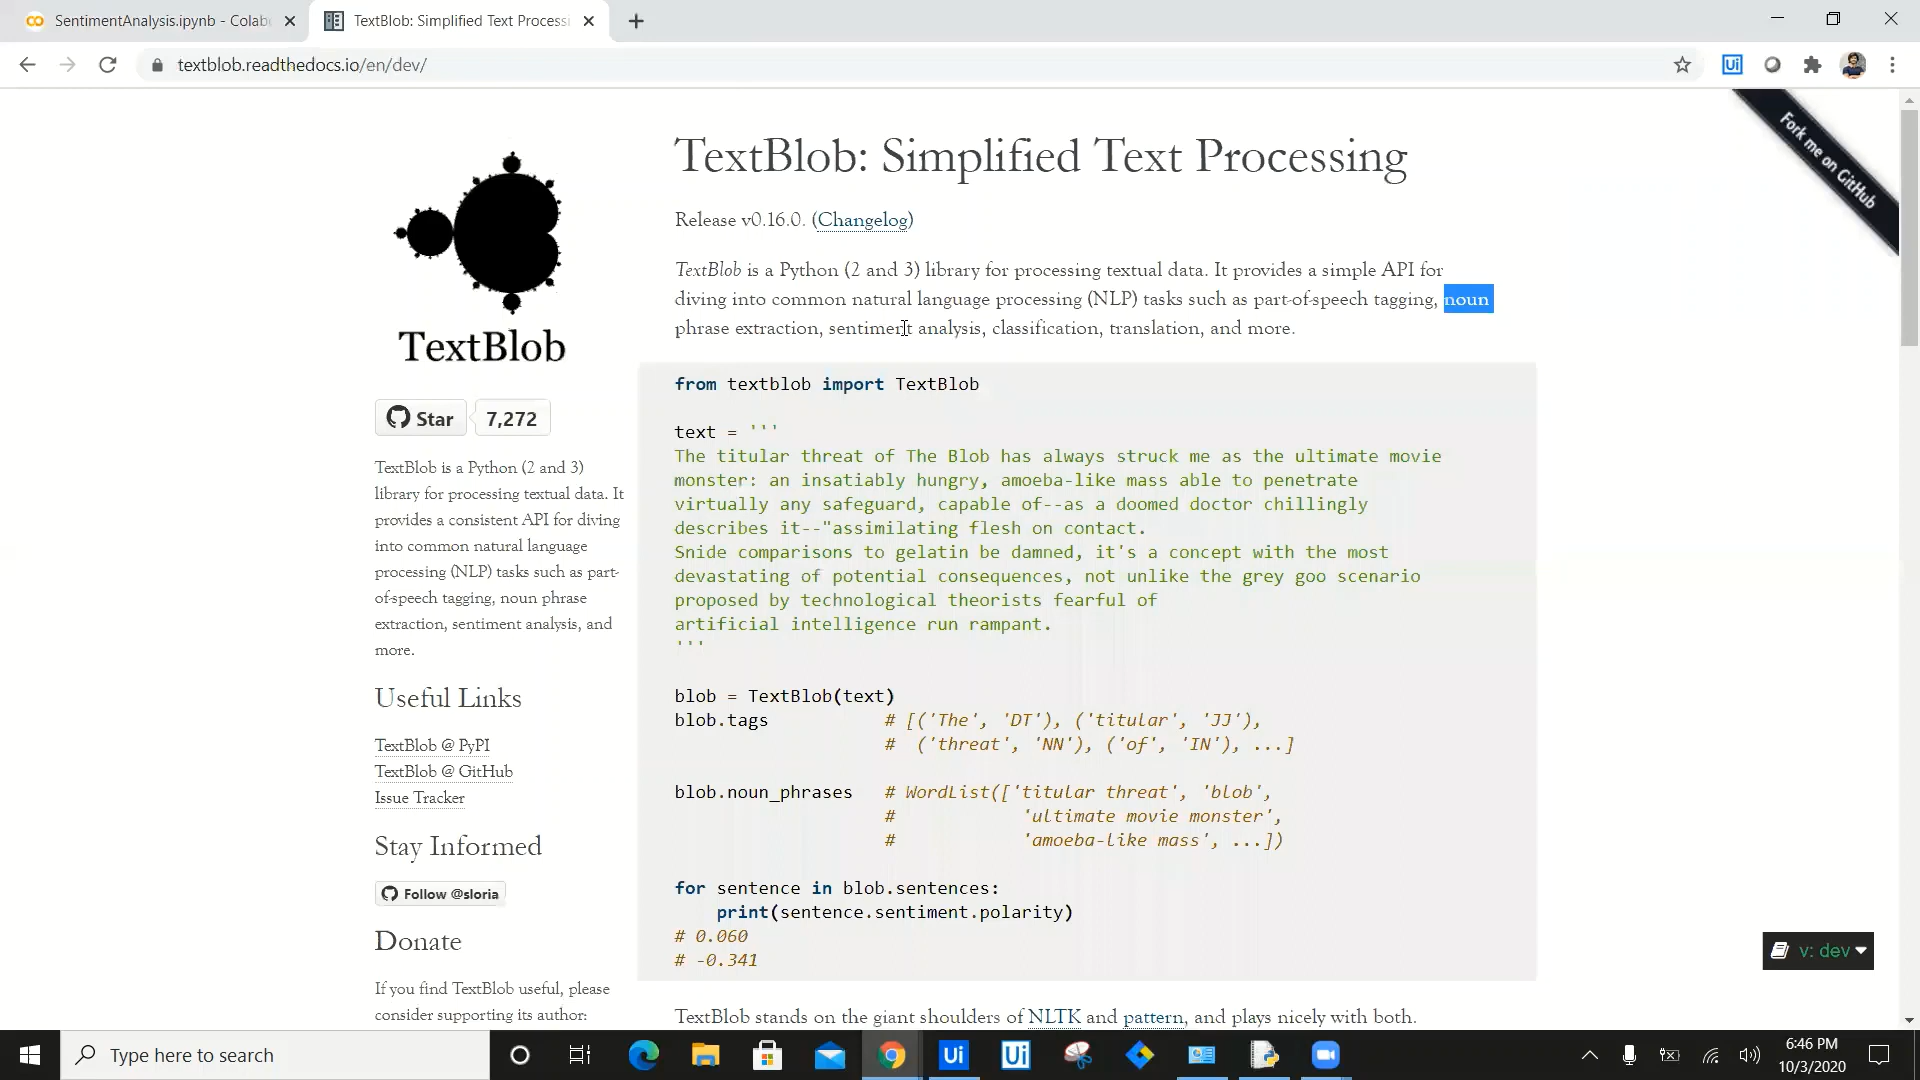 SentimentAnalysis.ipynb - Colab
TextBlob: Simplified Text Processi
textblob.readthedocs.io/en/dev/
Ui
Fork me on GitHub
TextBlob
Star 7,272
TextBlob is a Python (2 and 3)
library for processing textual data. It
provides a consistent API for diving
into common natural language
processing (NLP) tasks such as part-
of-speech tagging, noun phrase
extraction, sentiment analysis, and
more.
Useful Links
TextBlob @ PyPI
TextBlob @ GitHub
Issue Tracker
Stay Informed
Follow @sloria
Donate
If you find TextBlob useful, please
consider supporting its author:
TextBlob: Simplified Text Processing
Release v0.16.0. (Changelog)
TextBlob is a Python (2 and 3) library for processing textual data. It provides a simple API for
diving into common natural language processing (NLP) tasks such as part-of-speech tagging, noun
phrase extraction, sentiment analysis, classification, translation, and more.
from textblob import TextBlob
text = '''
The titular threat of The Blob has always struck me as the ultimate movie
monster: an insatiably hungry, amoeba-like mass able to penetrate
virtually any safeguard, capable of--as a doomed doctor chillingly
describes it--"assimilating flesh on contact.
Snide comparisons to gelatin be damned, it's a concept with the most
devastating of potential consequences, not unlike the grey goo scenario
proposed by technological theorists fearful of
artificial intelligence run rampant.
'''
blob = TextBlob(text)
blob.tags # [('The', 'DT'), ('titular', 'JJ'),
# ('threat', 'NN'), ('of', 'IN'), ...]
blob.noun_phrases # WordList(['titular threat', 'blob',
# 'ultimate movie monster',
# 'amoeba-like mass', ...])
for sentence in blob.sentences:
print(sentence.sentiment.polarity)
# 0.060
# -0.341
TextBlob stands on the giant shoulders of NLTK and pattern, and plays nicely with both.
v: dev
Type here to search
Ui
Ui
6:46 PM
10/3/2020